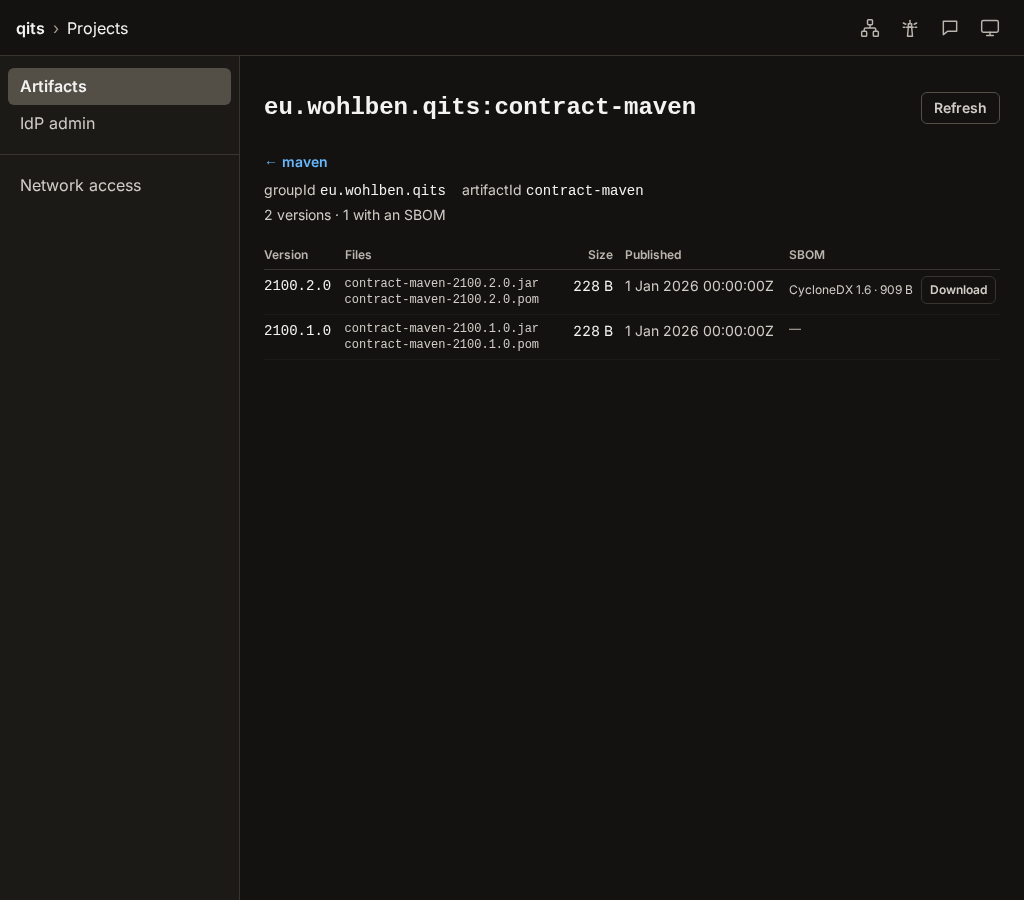 qits › Projects
Artifacts
IdP admin
Network access
eu.wohlben.qits:contract-maven
Refresh
← maven
groupId eu.wohlben.qits artifactId contract-maven
2 versions · 1 with an SBOM
Version Files Size Published SBOM
2100.2.0 contract-maven-2100.2.0.jar 228 B 1 Jan 2026 00:00:00Z CycloneDX 1.6 · 909 B Download
contract-maven-2100.2.0.pom
2100.1.0 contract-maven-2100.1.0.jar 228 B 1 Jan 2026 00:00:00Z —
contract-maven-2100.1.0.pom